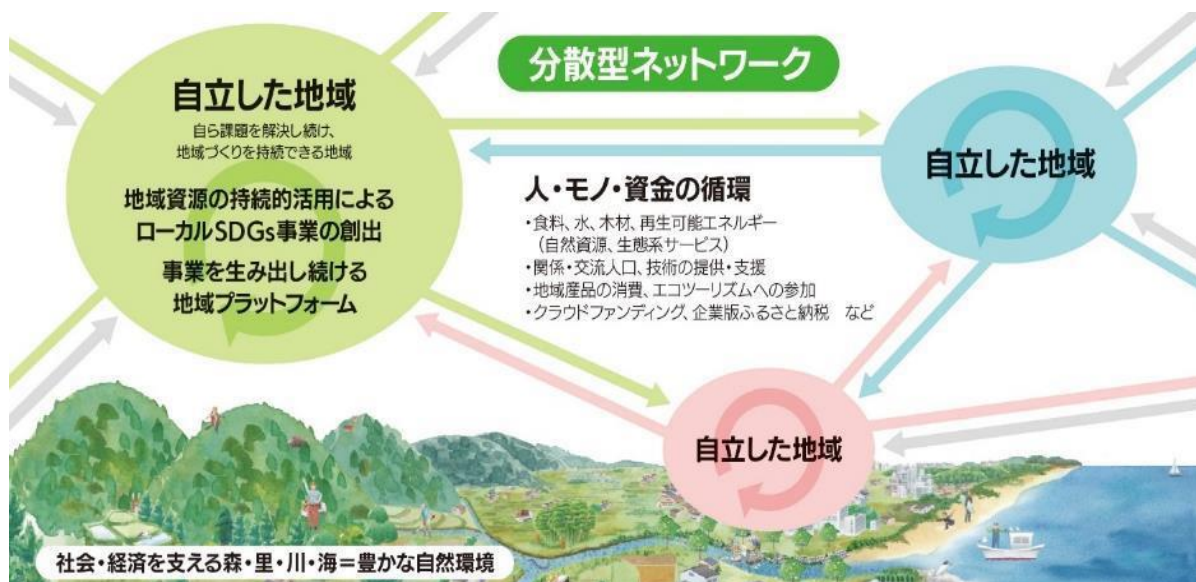 分散型ネットワーク
自立した地域
自ら課題を解決し続け、
地域づくりを持続できる地域
地域資源の持続的活用による
ローカルSDGs事業の創出
事業を生み出し続ける
地域プラットフォーム
自立した地域
人・モノ・資金の循環
・食料、水、木材、再生可能エネルギー
（自然資源、生態系サービス）
・関係・交流人口、技術の提供・支援
・地域産品の消費、エコツーリズムへの参加
・クラウドファンディング、企業版ふるさと納税　など
自立した地域
社会・経済を支える森・里・川・海＝豊かな自然環境